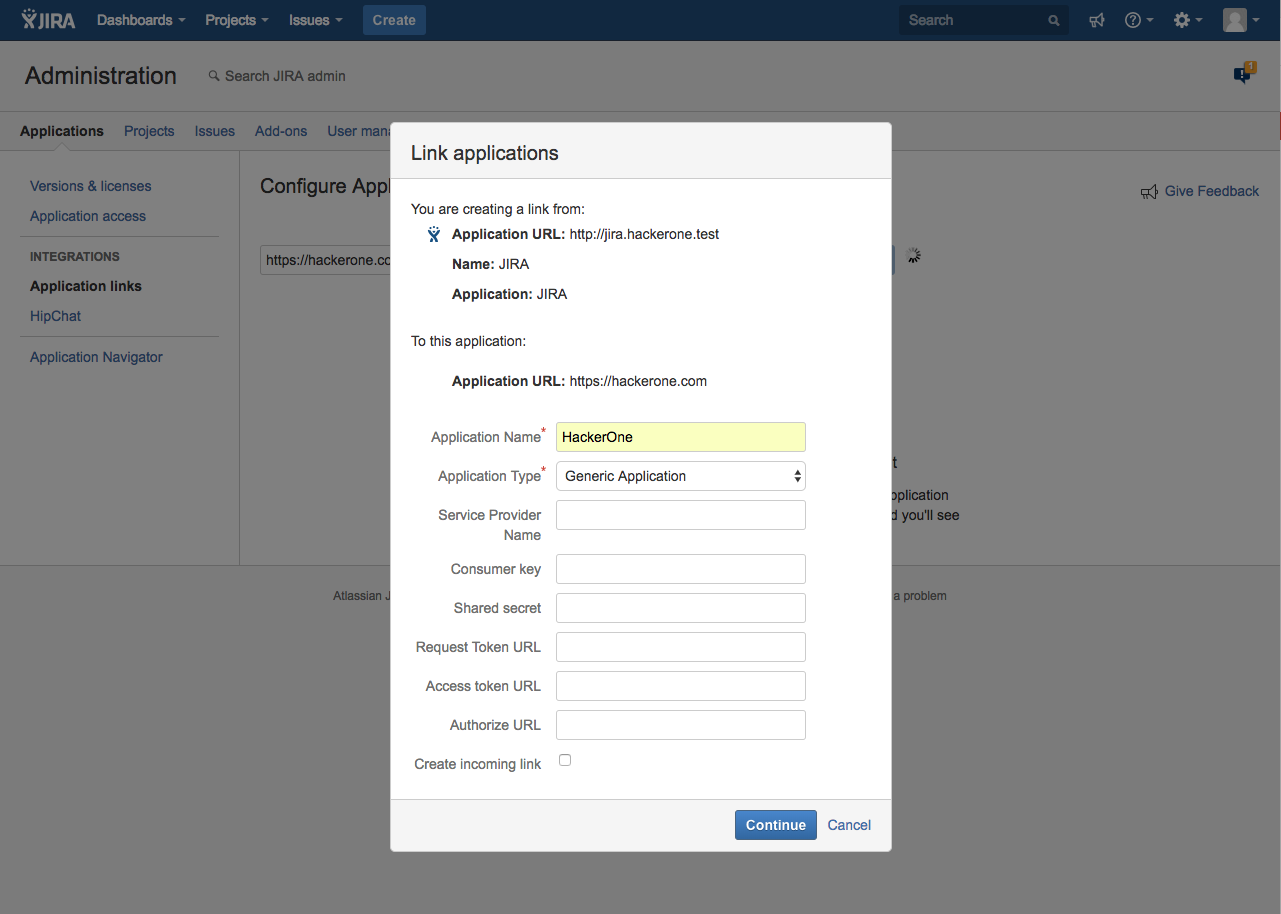 JIRA Dashboards Projects Issues Create Search
Administration Search JIRA admin
1
Applications Projects Issues Add-ons User mana
Versions & licenses
Application access
INTEGRATIONS
Application links
HipChat
Application Navigator
Configure Appl
Give Feedback
https://hackerone.co
Link applications
You are creating a link from:
Application URL: http://jira.hackerone.test
Name: JIRA
Application: JIRA
To this application:
Application URL: https://hackerone.com
Application Name* HackerOne
Application Type* Generic Application
Service Provider
Name
Consumer key
Shared secret
Request Token URL
Access token URL
Authorize URL
Create incoming link
Continue Cancel
t
pplication
d you'll see
Atlassian J
a problem